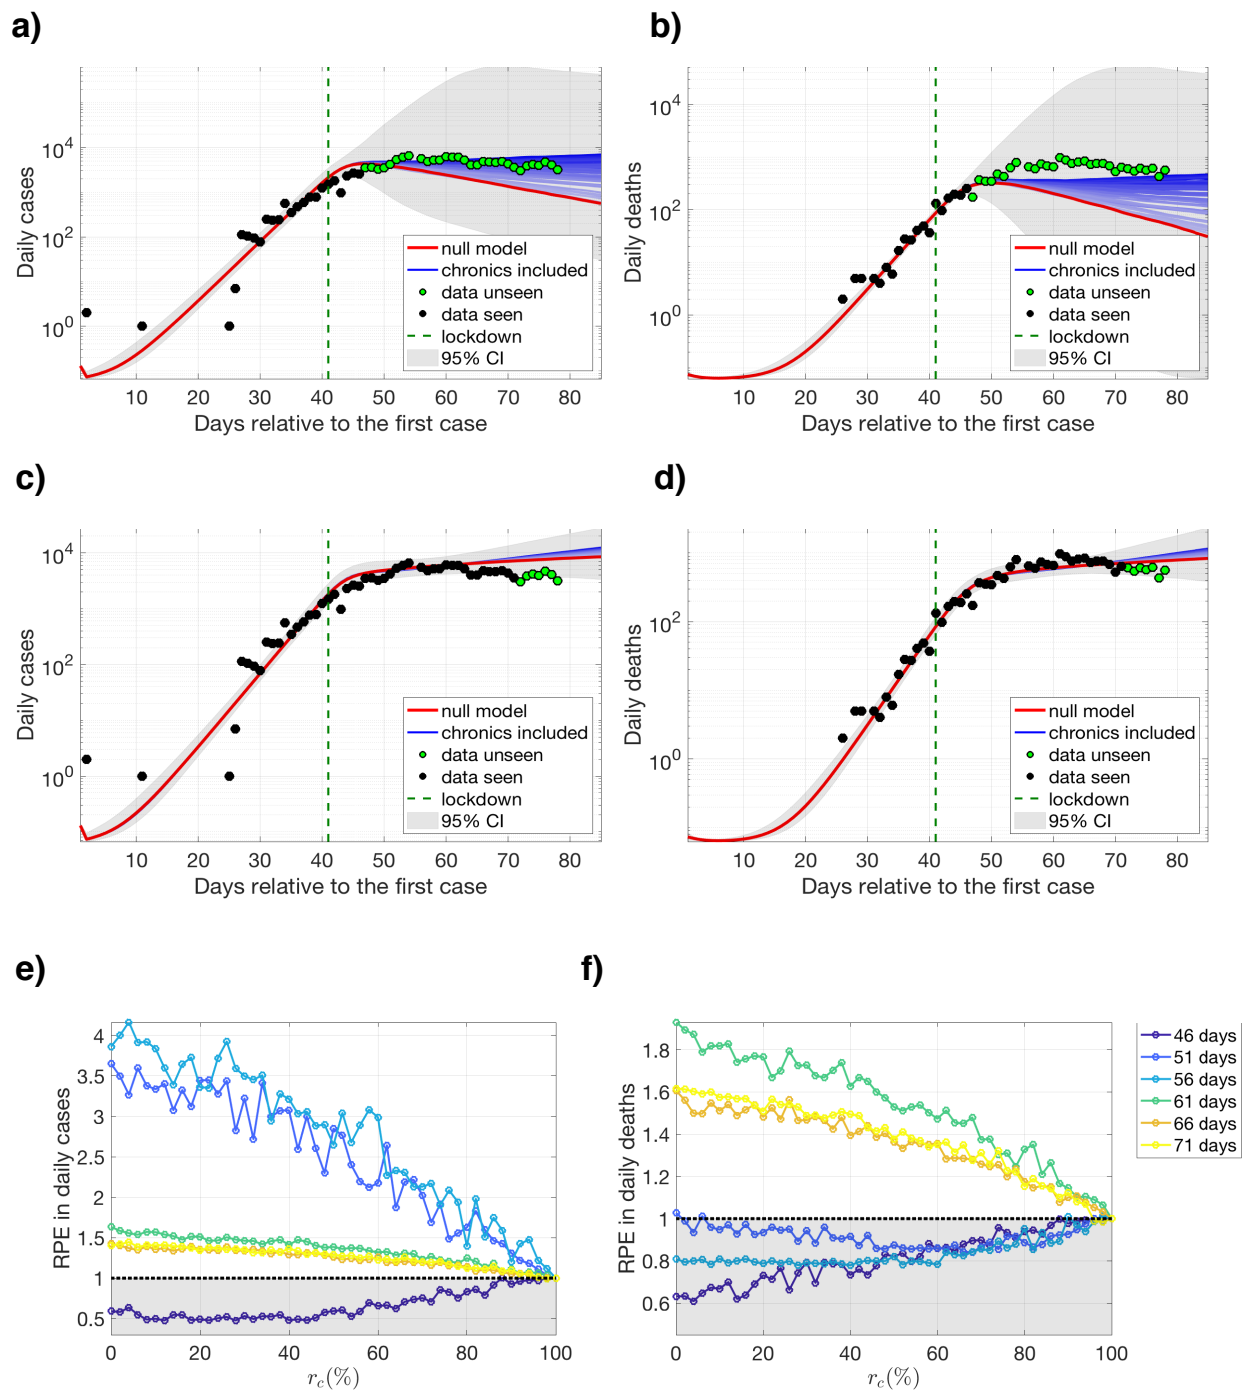 a)
Daily cases
10^4
10^2
10^0
10 20 30 40 50 60 70 80
Days relative to the first case
null model
chronics included
data unseen
data seen
lockdown
95% CI
b)
Daily deaths
10^4
10^2
10^0
10 20 30 40 50 60 70 80
Days relative to the first case
null model
chronics included
data unseen
data seen
lockdown
95% CI
c)
Daily cases
10^4
10^2
10^0
10 20 30 40 50 60 70 80
Days relative to the first case
null model
chronics included
data unseen
data seen
lockdown
95% CI
d)
Daily deaths
10^2
10^0
10 20 30 40 50 60 70 80
Days relative to the first case
null model
chronics included
data unseen
data seen
lockdown
95% CI
e)
RPE in daily cases
4
3.5
3
2.5
2
1.5
1
0.5
0 20 40 60 80 100
r_c(%)
f)
RPE in daily deaths
1.8
1.6
1.4
1.2
1
0.8
0.6
0 20 40 60 80 100
r_c(%)
46 days
51 days
56 days
61 days
66 days
71 days